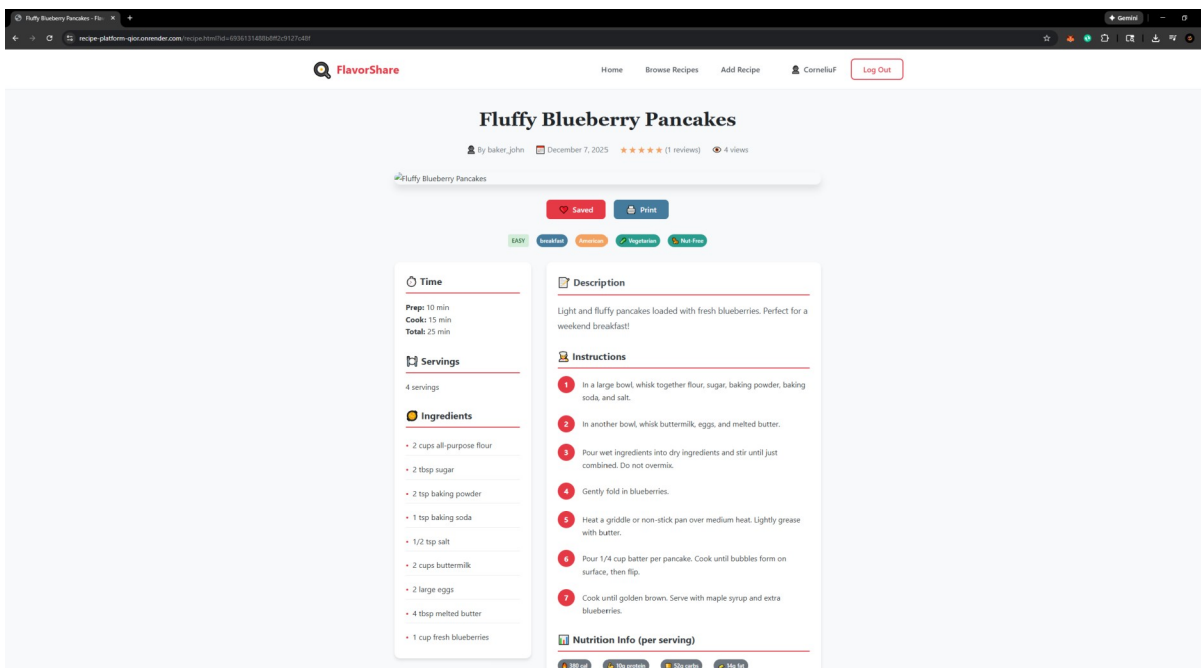 Fluffy Blueberry Pancakes - Fla
Gemini
recipe-platform-qior.onrender.com/recipe.html?id=
FlavorShare
Home
Browse Recipes
Add Recipe
CorneliuF
Log Out
Fluffy Blueberry Pancakes
By baker_john December 7, 2025 ★★★★★ (1 reviews) 4 views
Fluffy Blueberry Pancakes
Saved
Print
EASY
breakfast
American
Vegetarian
Nut-Free
Time
Prep: 10 min
Cook: 15 min
Total: 25 min
Servings
4 servings
Ingredients
• 2 cups all-purpose flour
• 2 tbsp sugar
• 2 tsp baking powder
• 1 tsp baking soda
• 1/2 tsp salt
• 2 cups buttermilk
• 2 large eggs
• 4 tbsp melted butter
• 1 cup fresh blueberries
Description
Light and fluffy pancakes loaded with fresh blueberries. Perfect for a
weekend breakfast!
Instructions
1 In a large bowl, whisk together flour, sugar, baking powder, baking
soda, and salt.
2 In another bowl, whisk buttermilk, eggs, and melted butter.
3 Pour wet ingredients into dry ingredients and stir until just
combined. Do not overmix.
4 Gently fold in blueberries.
5 Heat a griddle or non-stick pan over medium heat. Lightly grease
with butter.
6 Pour 1/4 cup batter per pancake. Cook until bubbles form on
surface, then flip.
7 Cook until golden brown. Serve with maple syrup and extra
blueberries.
Nutrition Info (per serving)
380 cal
10g protein
52g carbs
14g fat